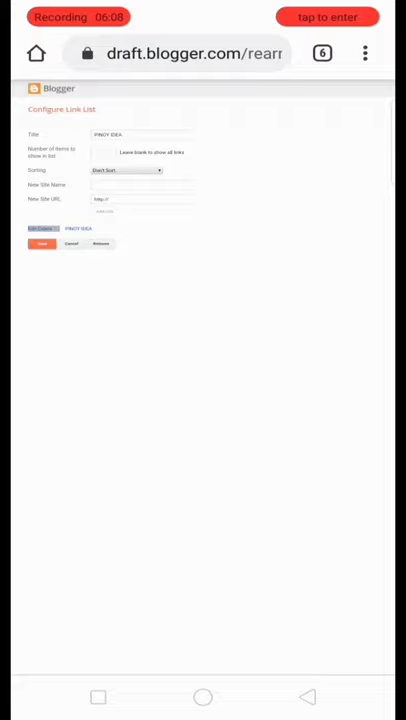 Recording 06:08 tap to enter
draft.blogger.com/rearr 6
Blogger
Configure Link List
Title PINOY IDEA
Number of items to show in list Leave blank to show all links
Sorting Don't Sort
New Site Name
New Site URL http://
Edit Delete PINOY IDEA
Save Cancel Remove